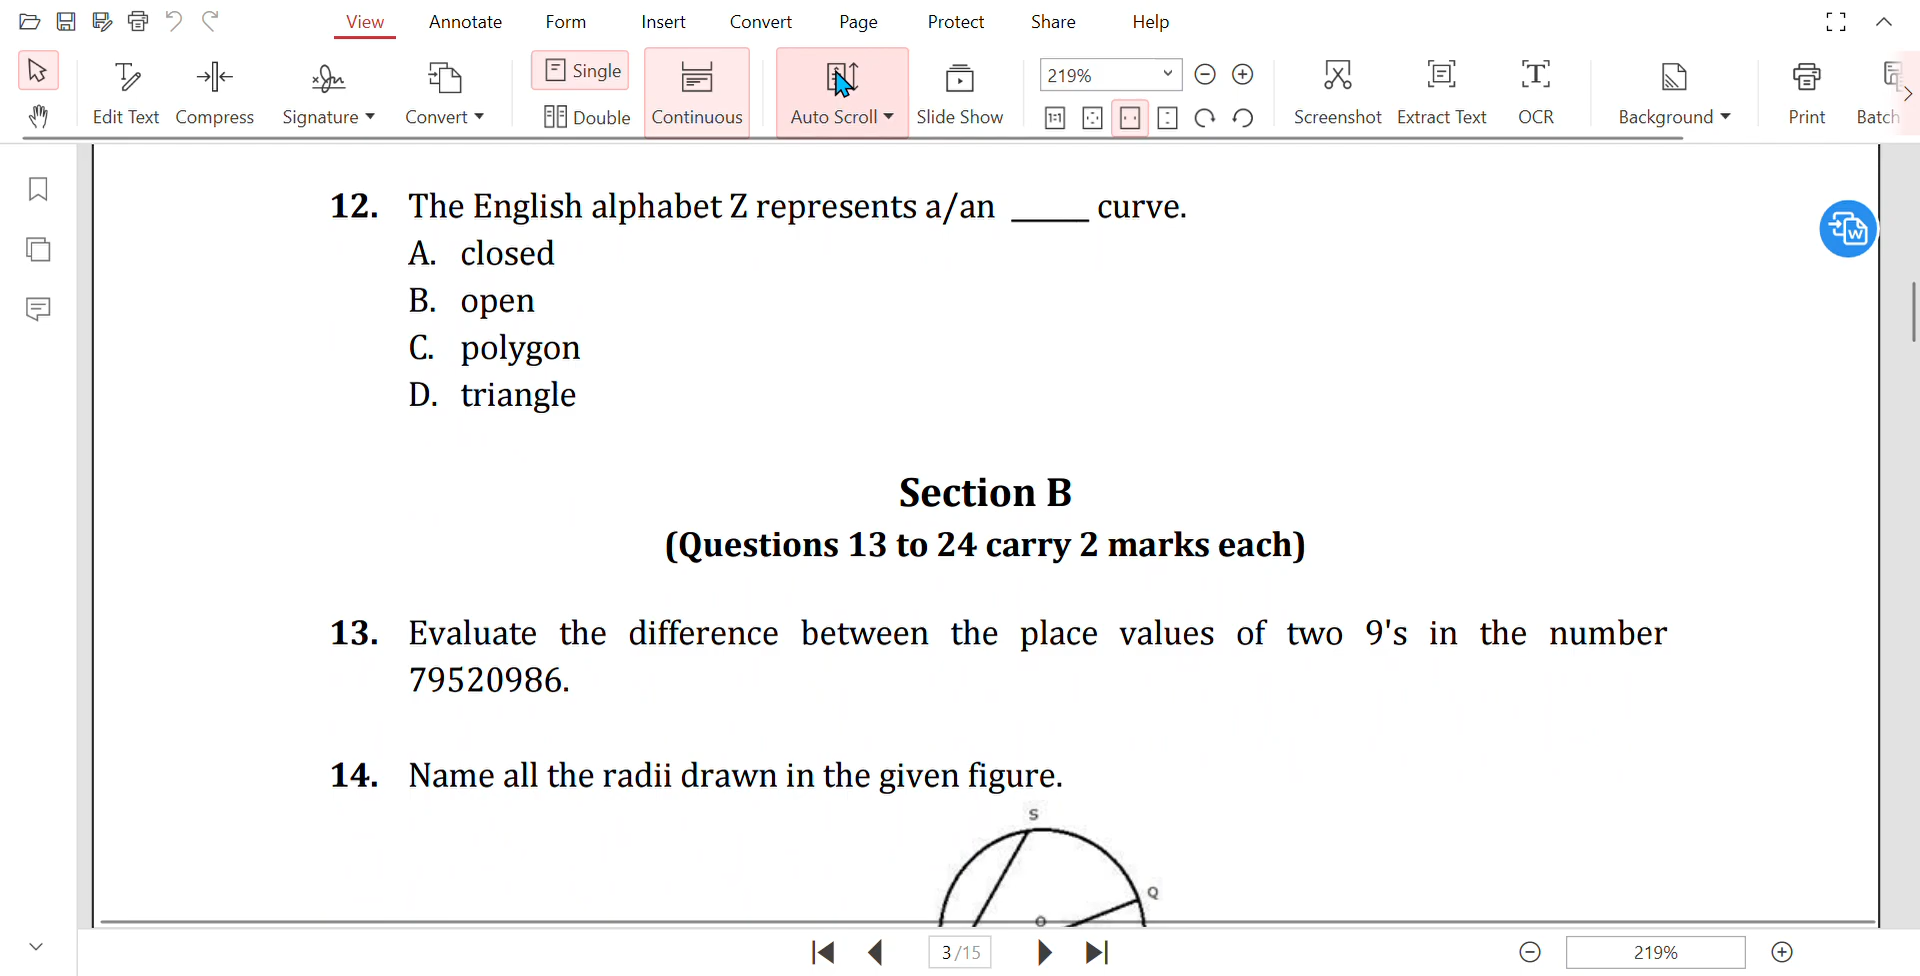 View Annotate Form Insert Convert Page Protect Share Help
Edit Text Compress Signature Convert Single Double Continuous Auto Scroll Slide Show 219% 1:1 Screenshot Extract Text OCR Background Print Batch
12. The English alphabet Z represents a/an _____ curve.
A. closed
B. open
C. polygon
D. triangle
Section B
(Questions 13 to 24 carry 2 marks each)
13. Evaluate the difference between the place values of two 9's in the number
79520986.
14. Name all the radii drawn in the given figure.
S
Q
O
3 /15 219%